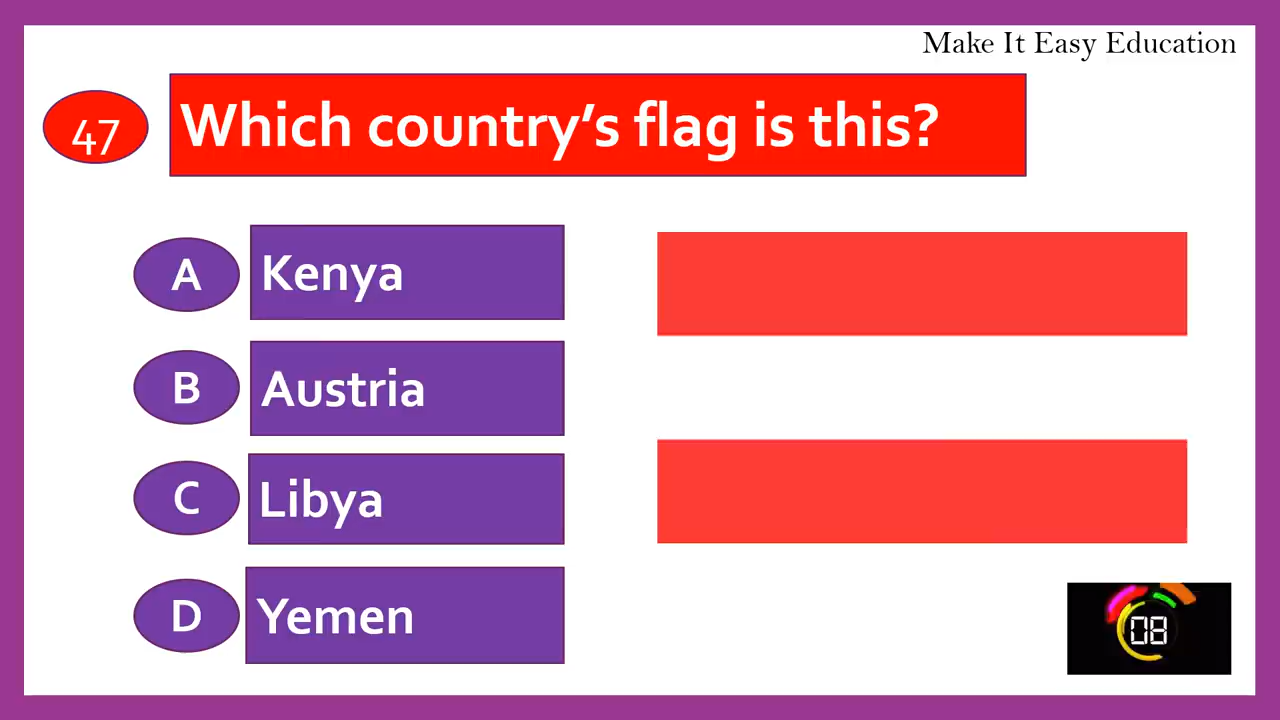 Make It Easy Education
47
Which country’s flag is this?
A
Kenya
B
Austria
C
Libya
D
Yemen
08